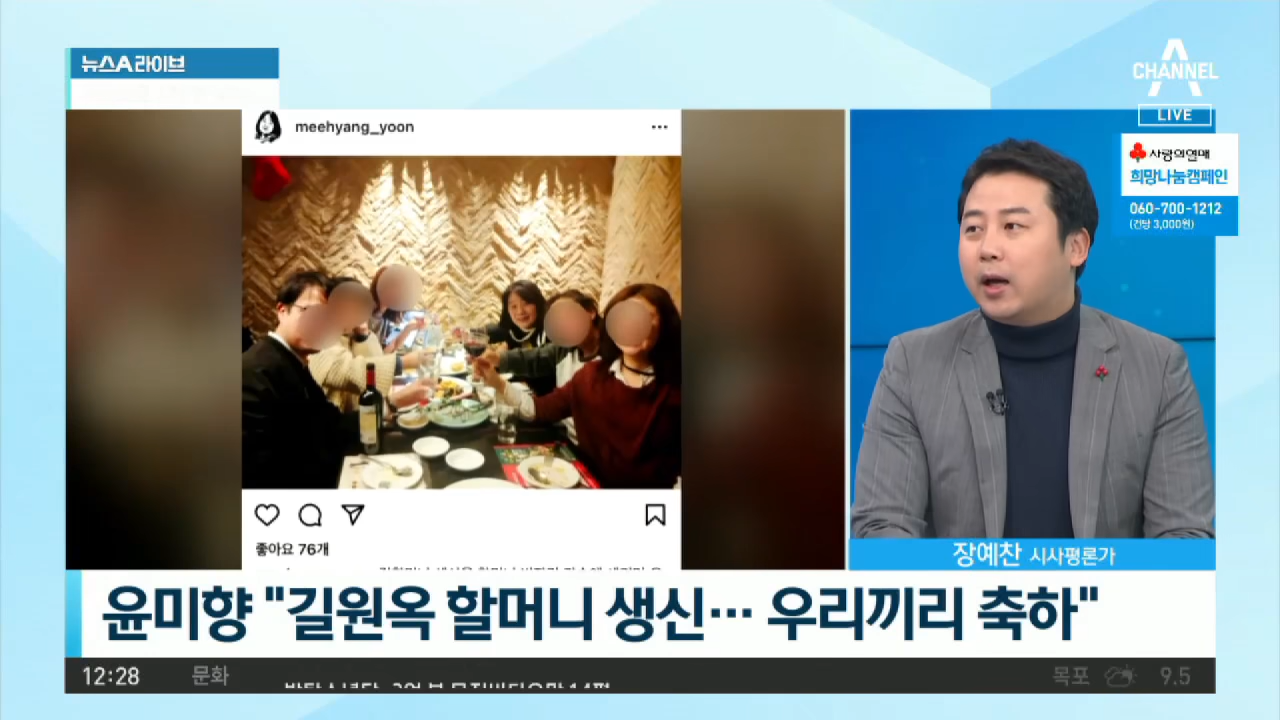 뉴스A 라이브
CHANNEL A
LIVE
사랑의열매
희망나눔캠페인
060-700-1212
(건당 3,000원)
meehyang_yoon
좋아요 76개
장예찬 시사평론가
윤미향 "길원옥 할머니 생신… 우리끼리 축하"
12:28 문화
목포 9.5